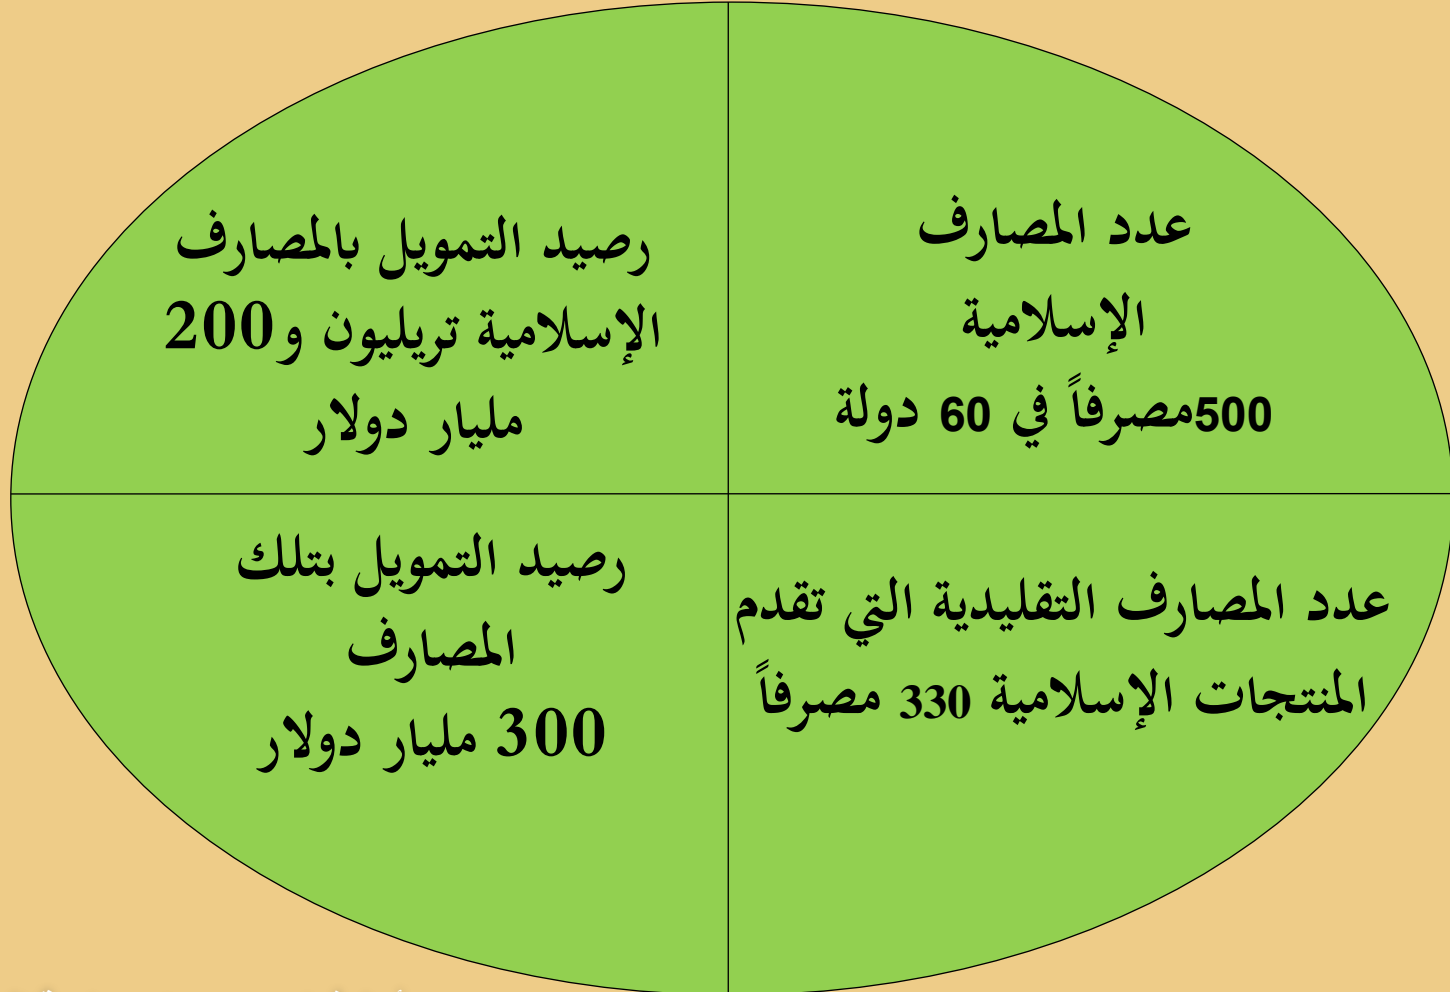 عدد المصارف
الإسلامية
500مصرفاً في 60 دولة
رصيد التمويل بالمصارف
الإسلامية تريليون و200
مليار دولار
عدد المصارف التقليدية التي تقدم
المنتجات الإسلامية 330 مصرفاً
رصيد التمويل بتلك
المصارف
300 مليار دولار